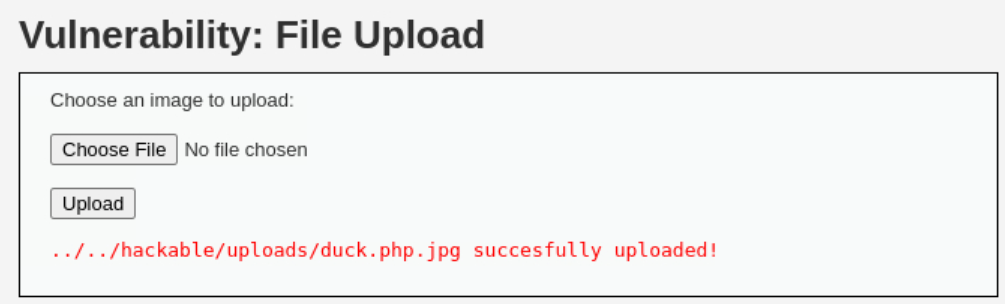 Vulnerability: File Upload
Choose an image to upload:
Choose File No file chosen
Upload
../../hackable/uploads/duck.php.jpg succesfully uploaded!